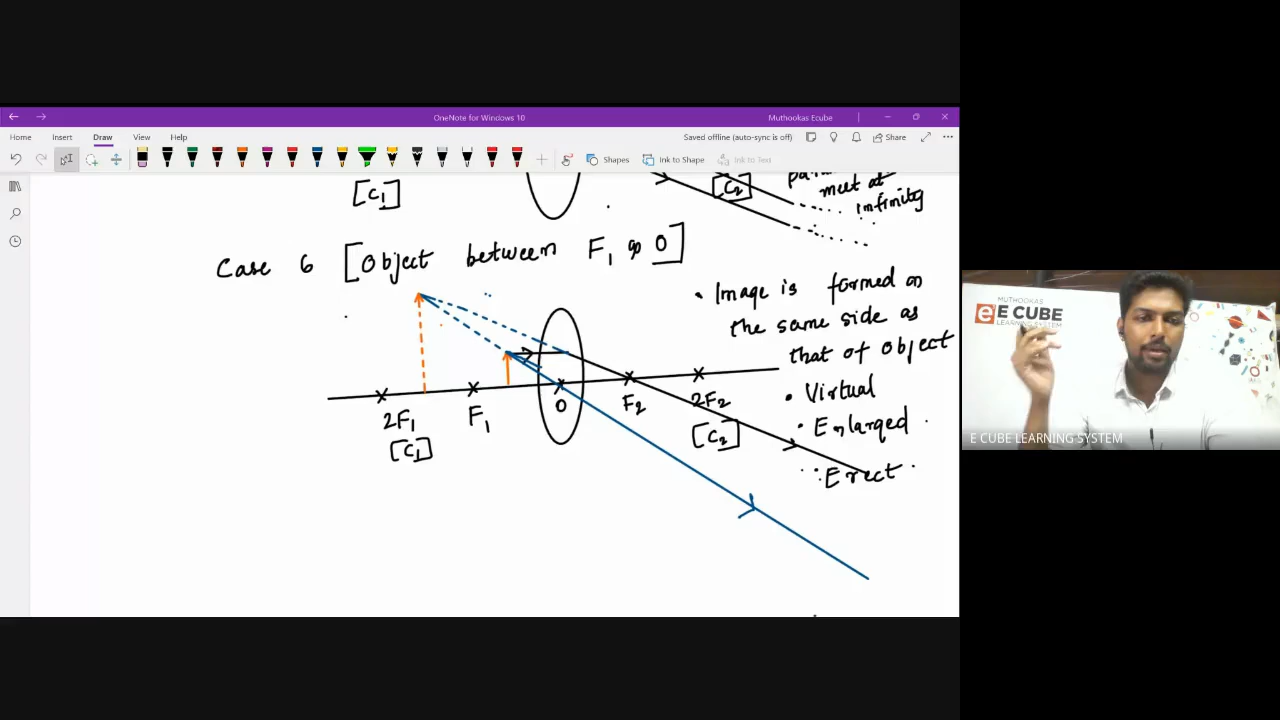 OneNote for Windows 10
Muthookas Ecube
Home Insert Draw View Help
Saved offline (auto-sync is off)
Share
Shapes
Ink to Shape
Ink to Text
[C1]
[C2]
meet at
infinity
Case 6 [Object between F1 & O]
• Image is formed on
the same side as
that of object
• Virtual
• Enlarged
Erect
2F1
[C1]
F1
O
F2
2F2
[C2]
MUTHOOKAS
e E CUBE
LEARNING SYSTEM
E CUBE LEARNING SYSTEM